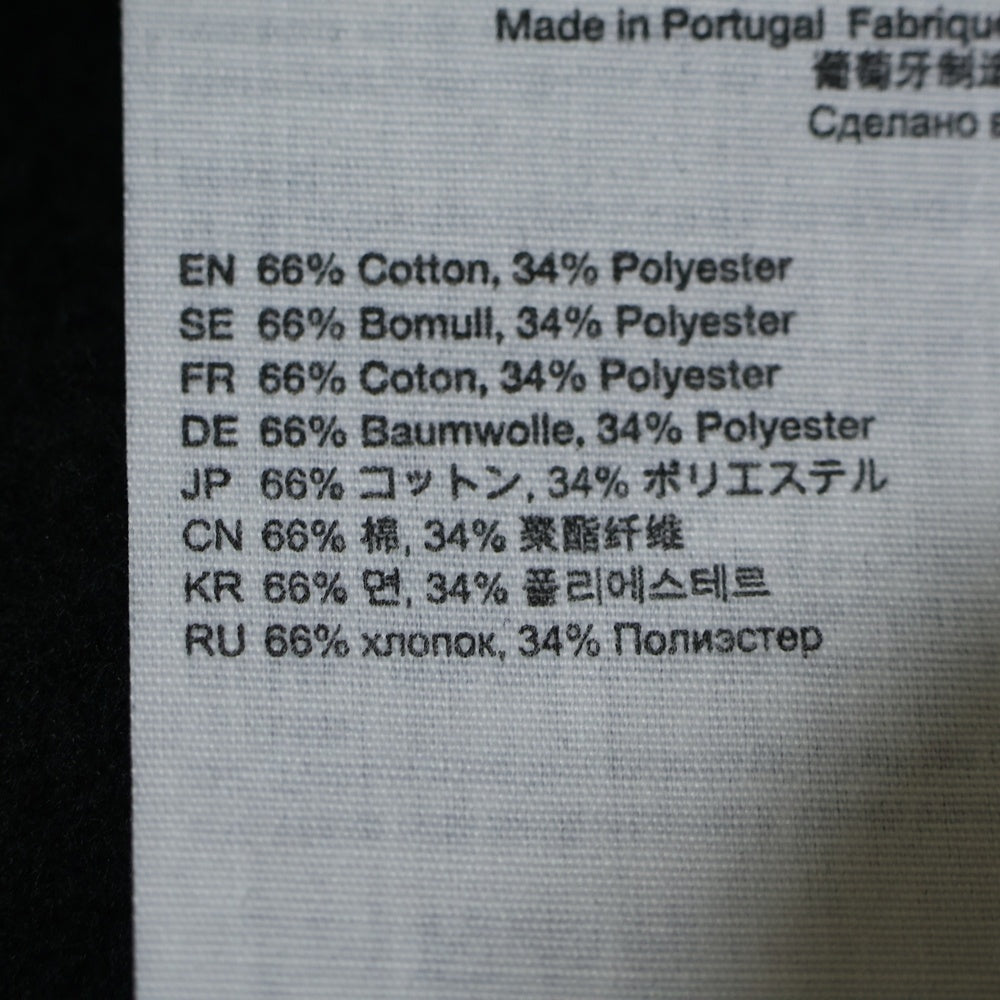 Made in Portugal Fabriqué
葡萄牙制造
Сделано в
EN 66% Cotton, 34% Polyester
SE 66% Bomull, 34% Polyester
FR 66% Coton, 34% Polyester
DE 66% Baumwolle, 34% Polyester
JP 66% コットン, 34% ポリエステル
CN 66% 棉, 34% 聚酯纤维
KR 66% 면, 34% 폴리에스테르
RU 66% хлопок, 34% Полиэстер